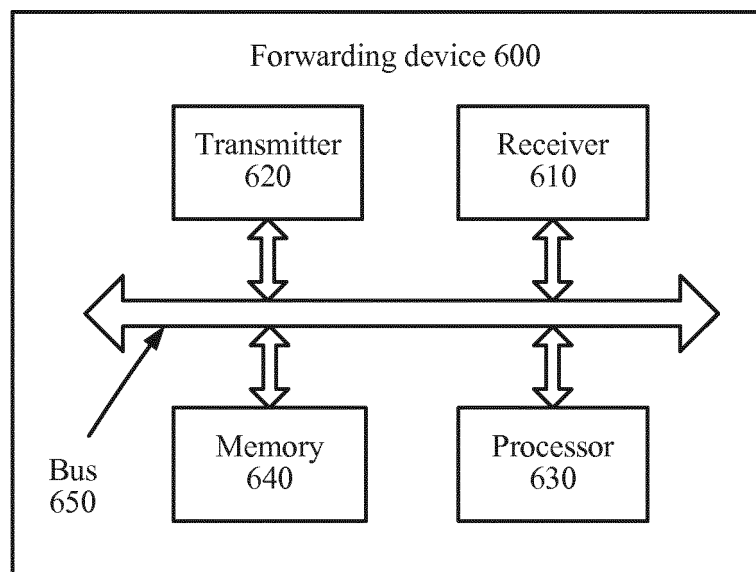 Forwarding device 600
Transmitter
620
Receiver
610
Memory
640
Processor
630
Bus
650